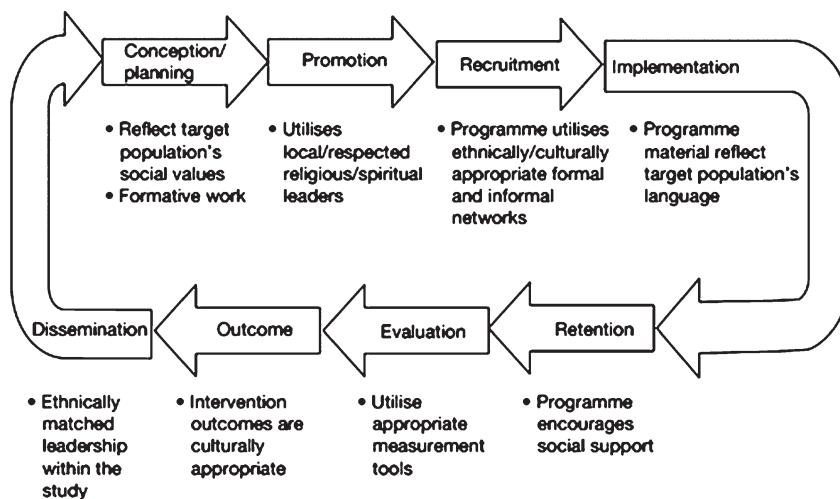 Conception/
planning
Promotion
Recruitment
Implementation
• Reflect target
population's
social values
• Formative work
• Utilises
local/respected
religious/spiritual
leaders
• Programme utilises
ethnically/culturally
appropriate formal
and informal
networks
• Programme
material reflect
target population's
language
Dissemination
Outcome
Evaluation
Retention
• Ethnically
matched
leadership
within the
study
• Intervention
outcomes are
culturally
appropriate
• Utilise
appropriate
measurement
tools
• Programme
encourages
social support